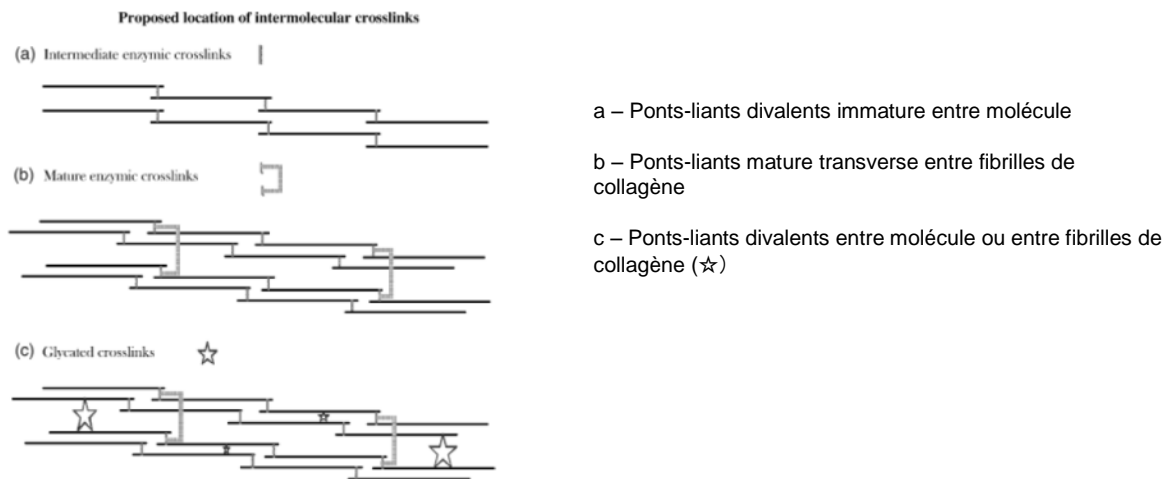 Proposed location of intermolecular crosslinks
(a) Intermediate enzymic crosslinks
a – Ponts-liants divalents immature entre molécule
(b) Mature enzymic crosslinks
b – Ponts-liants mature transverse entre fibrilles de
collagène
c – Ponts-liants divalents entre molécule ou entre fibrilles de
collagène (☆)
(c) Glycated crosslinks